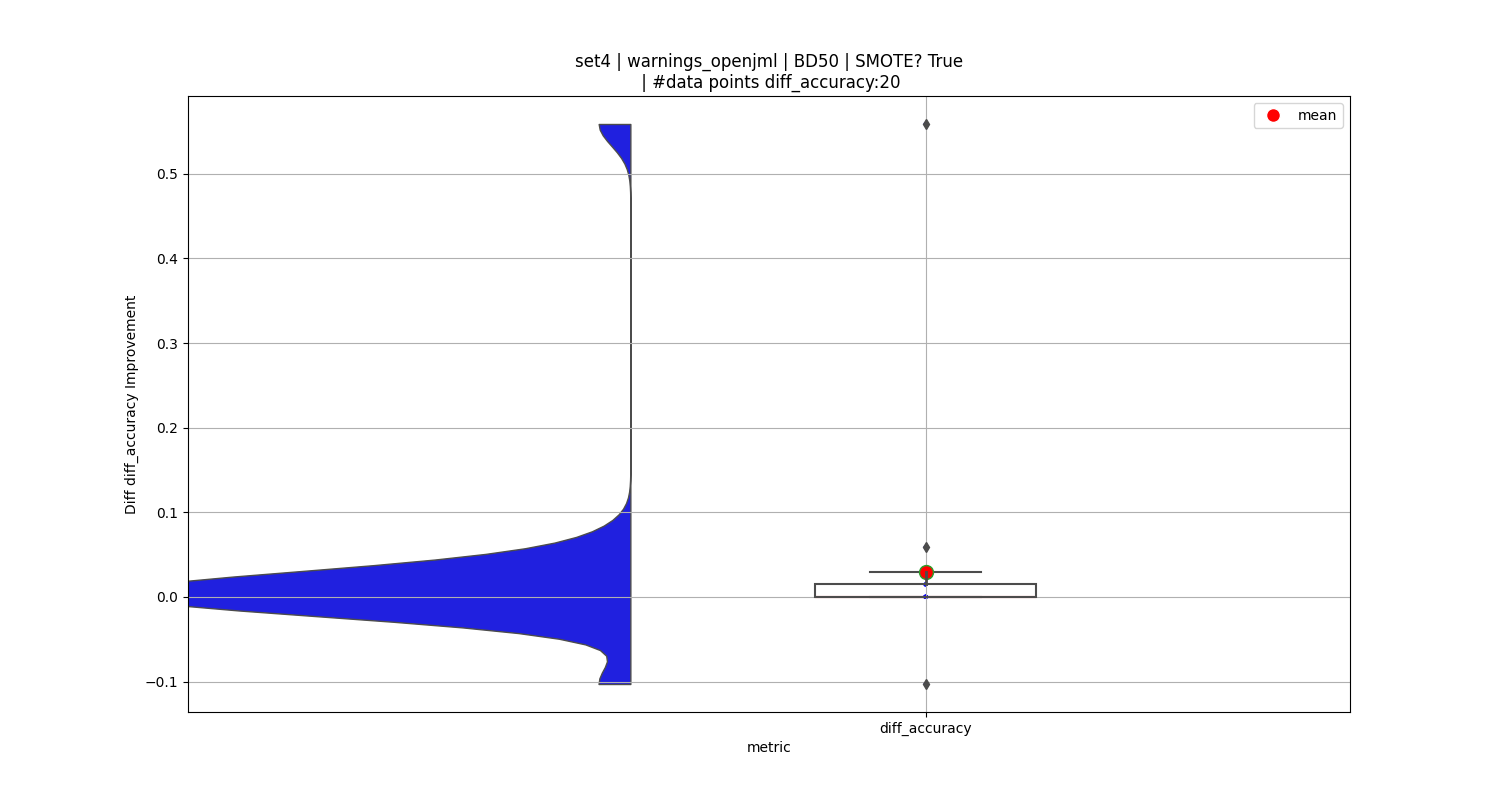 set4 | warnings_openjml | BD50 | SMOTE? True
| #data points diff_accuracy:20
mean
0.5
0.4
0.3
0.2
0.1
0.0
−0.1
Diff diff_accuracy Improvement
diff_accuracy
metric